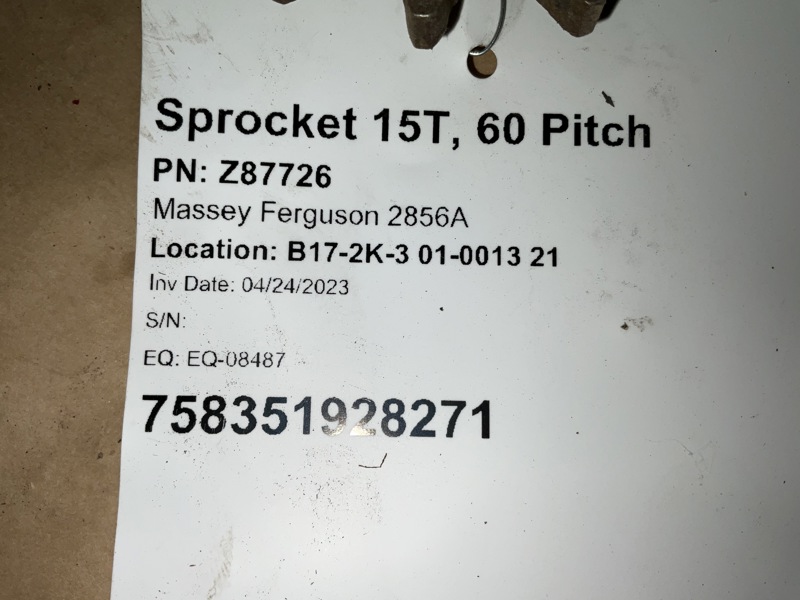 Sprocket 15T, 60 Pitch
PN: Z87726
Massey Ferguson 2856A
Location: B17-2K-3 01-0013 21
Inv Date: 04/24/2023
S/N:
EQ: EQ-08487
758351928271